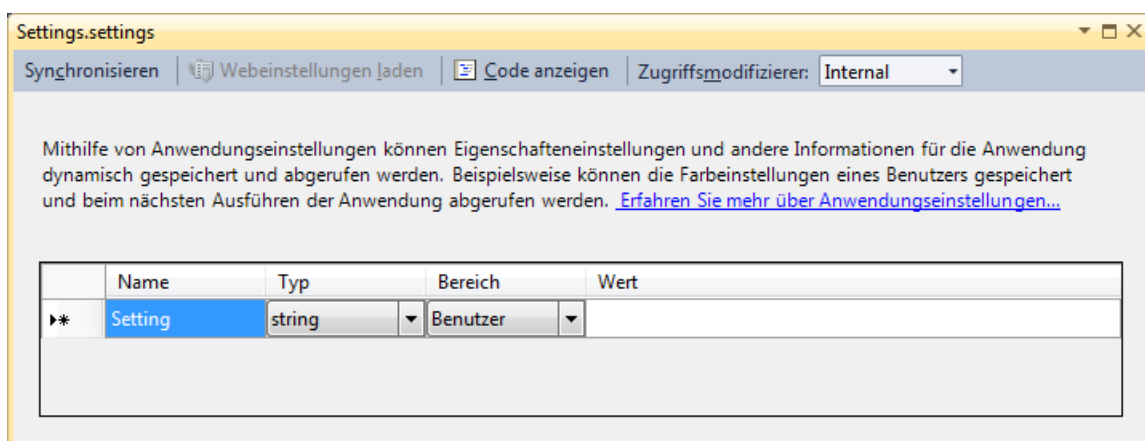 Settings.settings
Synchronisieren Webeinstellungen laden Code anzeigen Zugriffsmodifizierer: Internal
Mithilfe von Anwendungseinstellungen können Eigenschafteneinstellungen und andere Informationen für die Anwendung
dynamisch gespeichert und abgerufen werden. Beispielsweise können die Farbeinstellungen eines Benutzers gespeichert
und beim nächsten Ausführen der Anwendung abgerufen werden. Erfahren Sie mehr über Anwendungseinstellungen...
Name Typ Bereich Wert
Setting string Benutzer